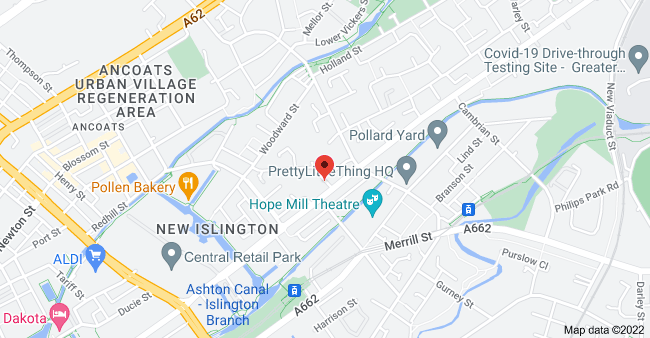 A62
Mellor St
Darley St
Lower Vickers St
Holland St
Thompson St
Covid-19 Drive-through
Testing Site - Greater...
ANCOATS
URBAN VILLAGE
REGENERATION
AREA
New Viaduct St
A62
Woodward St
Cambrian St
ANCOATS
Pollard Yard
Blossom St
Lind St
PrettyLittleThing HQ
Henry St
Pollen Bakery
Branson St
Philips Park Rd
Hope Mill Theatre
Redhill St
Newton St
Port St
NEW ISLINGTON
A662
Merrill St
ALDI
Central Retail Park
Purslow Cl
Tariff St
Ashton Canal
- Islington
Branch
Gurney St
Darley St
Ducie St
A662
Dakota
Harrison St
Map data ©2022